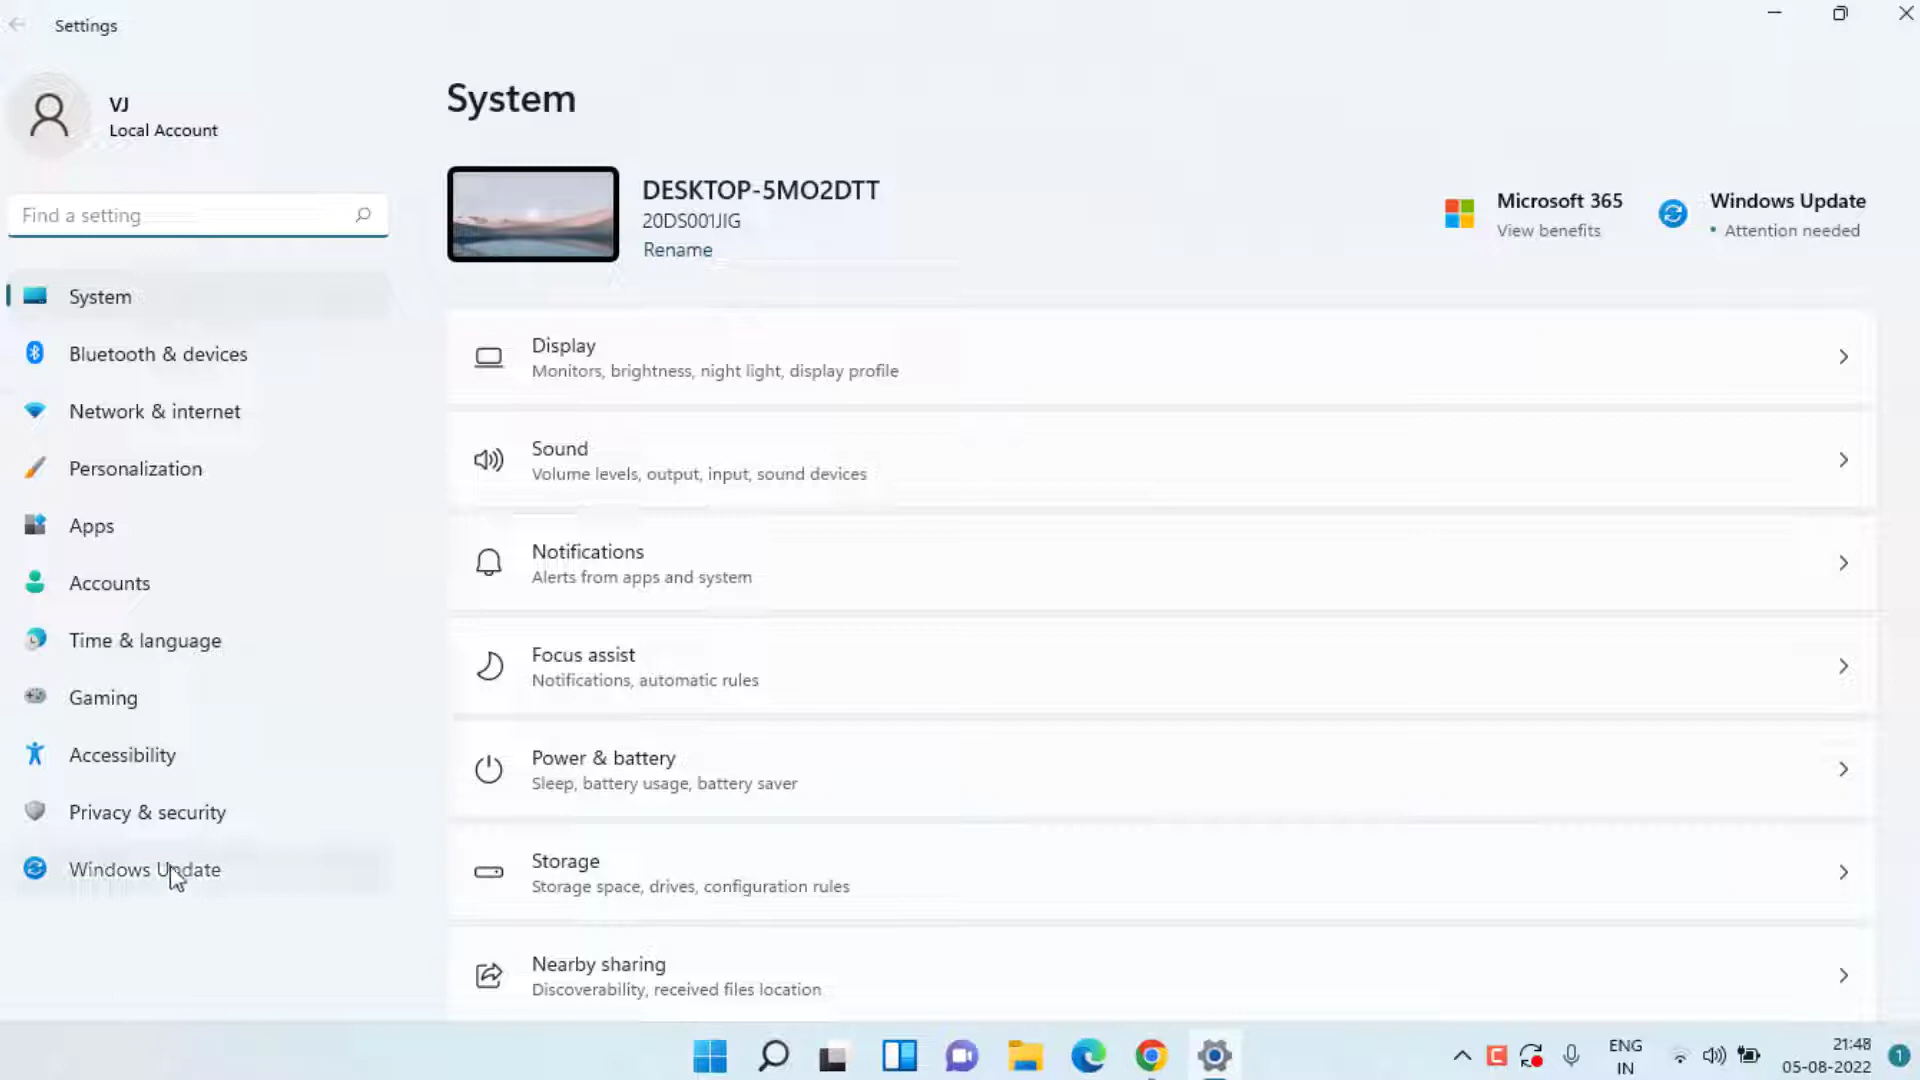 Settings
VJ
Local Account
Find a setting
System
Bluetooth & devices
Network & internet
Personalization
Apps
Accounts
Time & language
Gaming
Accessibility
Privacy & security
Windows Update
System
DESKTOP-5MO2DTT
20DS001JIG
Rename
Microsoft 365
View benefits
Windows Update
• Attention needed
Display
Monitors, brightness, night light, display profile
Sound
Volume levels, output, input, sound devices
Notifications
Alerts from apps and system
Focus assist
Notifications, automatic rules
Power & battery
Sleep, battery usage, battery saver
Storage
Storage space, drives, configuration rules
Nearby sharing
Discoverability, received files location
ENG
IN
21:48
05-08-2022
1